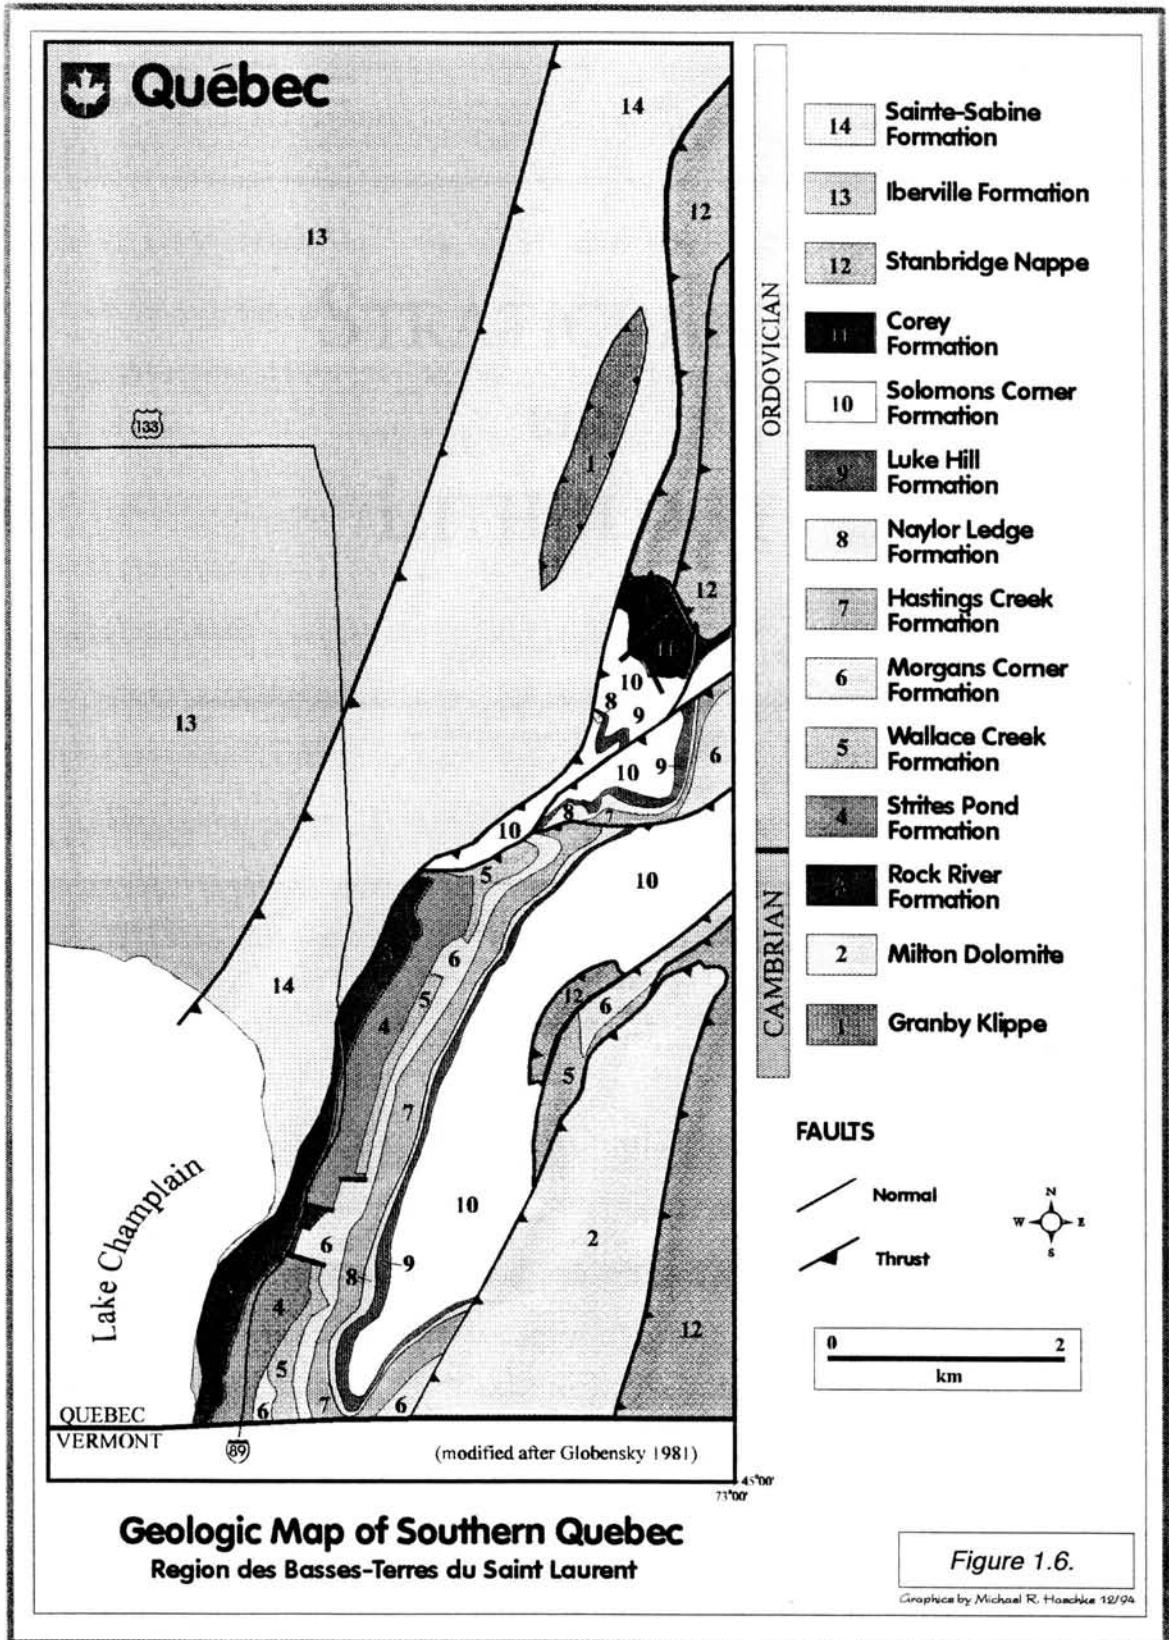 Québec
14
12
13
133
1
12
11
10
8
9
13
10
9
6
8
7
10
5
10
14
6
5
12
6
4
5
7
10
2
6
9
8
4
12
5
7
6
6
Lake Champlain
QUEBEC
VERMONT
89
(modified after Globensky 1981)
45°00'
73°00'
14 Sainte-Sabine
Formation
13 Iberville Formation
12 Stanbridge Nappe
11 Corey
Formation
10 Solomons Corner
Formation
9 Luke Hill
Formation
8 Naylor Ledge
Formation
7 Hastings Creek
Formation
6 Morgans Corner
Formation
5 Wallace Creek
Formation
4 Strites Pond
Formation
Rock River
Formation
2 Milton Dolomite
1 Granby Klippe
ORDOVICIAN
CAMBRIAN
FAULTS
Normal
Thrust
N
W E
S
0 2
km
Geologic Map of Southern Quebec
Region des Basses-Terres du Saint Laurent
Figure 1.6.
Graphics by Michael R. Haschke 12/94